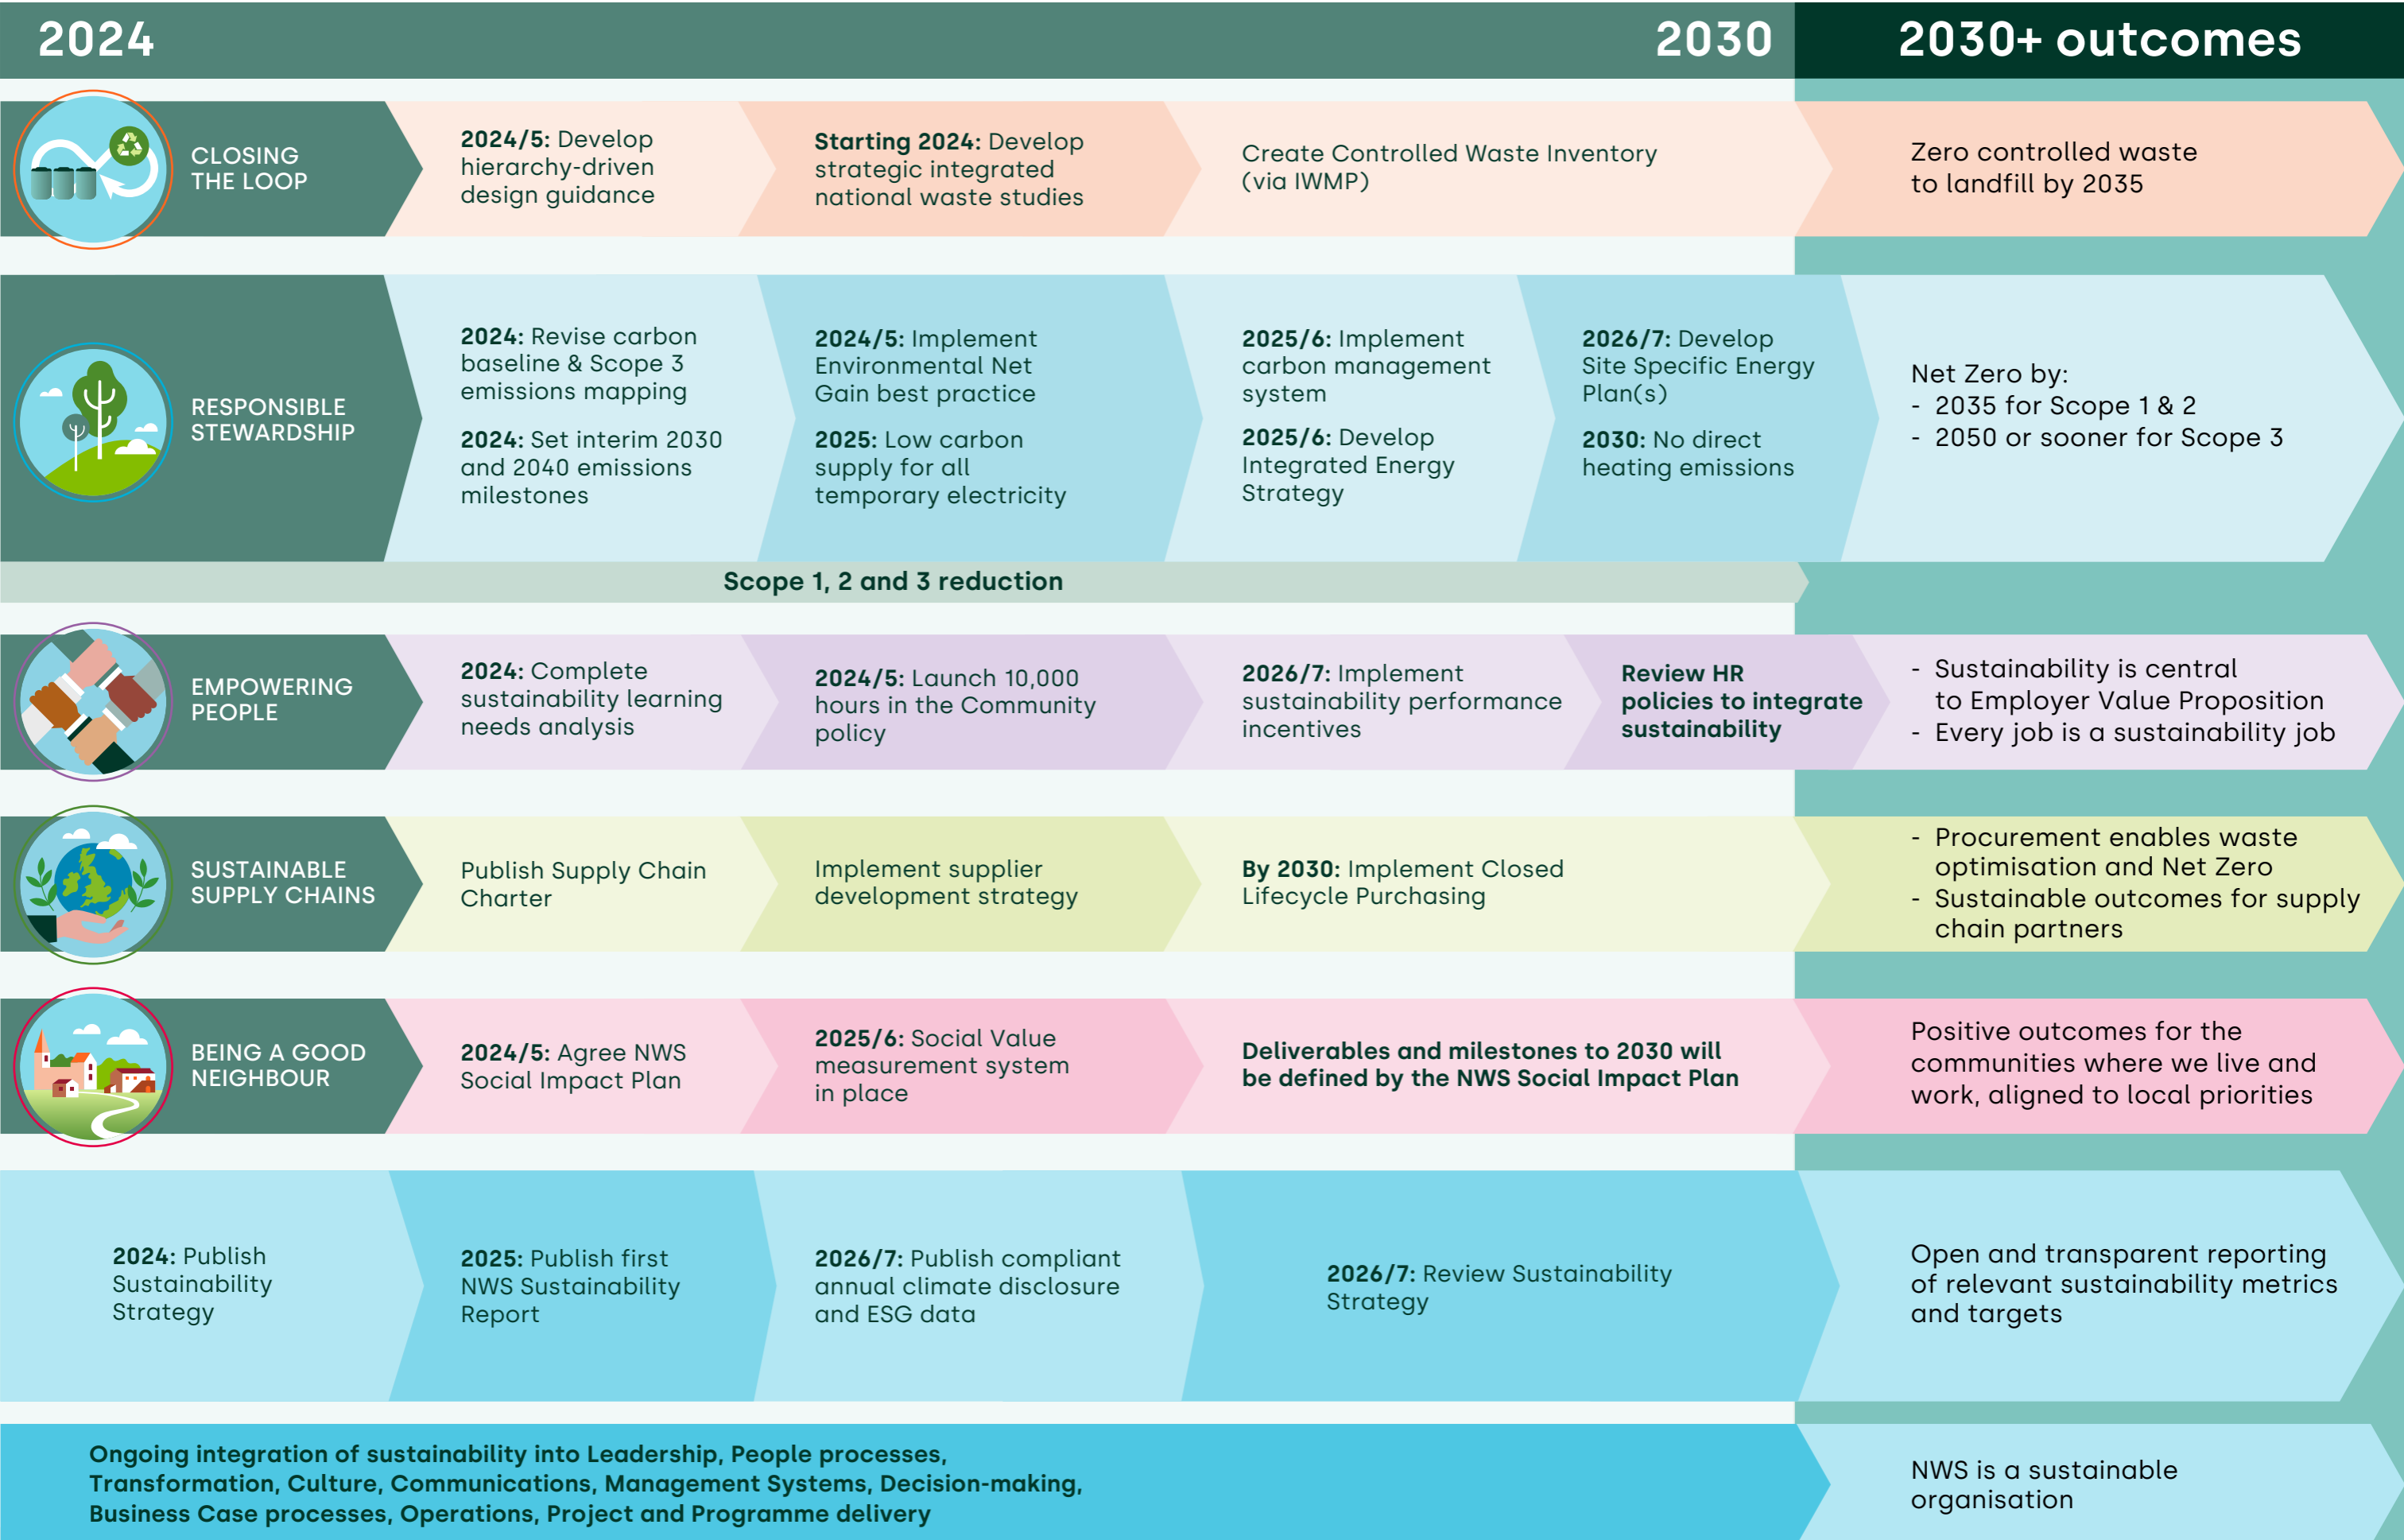 2024
2030
2030+ outcomes
CLOSING
THE LOOP
2024/5: Develop
hierarchy-driven
design guidance
Starting 2024: Develop
strategic integrated
national waste studies
Create Controlled Waste Inventory
(via IWMP)
Zero controlled waste
to landfill by 2035
RESPONSIBLE
STEWARDSHIP
2024: Revise carbon
baseline & Scope 3
emissions mapping
2024: Set interim 2030
and 2040 emissions
milestones
2024/5: Implement
Environmental Net
Gain best practice
2025: Low carbon
supply for all
temporary electricity
2025/6: Implement
carbon management
system
2025/6: Develop
Integrated Energy
Strategy
2026/7: Develop
Site Specific Energy
Plan(s)
2030: No direct
heating emissions
Net Zero by:
- 2035 for Scope 1 & 2
- 2050 or sooner for Scope 3
Scope 1, 2 and 3 reduction
EMPOWERING
PEOPLE
2024: Complete
sustainability learning
needs analysis
2024/5: Launch 10,000
hours in the Community
policy
2026/7: Implement
sustainability performance
incentives
Review HR
policies to integrate
sustainability
- Sustainability is central
to Employer Value Proposition
- Every job is a sustainability job
SUSTAINABLE
SUPPLY CHAINS
Publish Supply Chain
Charter
Implement supplier
development strategy
By 2030: Implement Closed
Lifecycle Purchasing
- Procurement enables waste
optimisation and Net Zero
- Sustainable outcomes for supply
chain partners
BEING A GOOD
NEIGHBOUR
2024/5: Agree NWS
Social Impact Plan
2025/6: Social Value
measurement system
in place
Deliverables and milestones to 2030 will
be defined by the NWS Social Impact Plan
Positive outcomes for the
communities where we live and
work, aligned to local priorities
2024: Publish
Sustainability
Strategy
2025: Publish first
NWS Sustainability
Report
2026/7: Publish compliant
annual climate disclosure
and ESG data
2026/7: Review Sustainability
Strategy
Open and transparent reporting
of relevant sustainability metrics
and targets
Ongoing integration of sustainability into Leadership, People processes,
Transformation, Culture, Communications, Management Systems, Decision-making,
Business Case processes, Operations, Project and Programme delivery
NWS is a sustainable
organisation